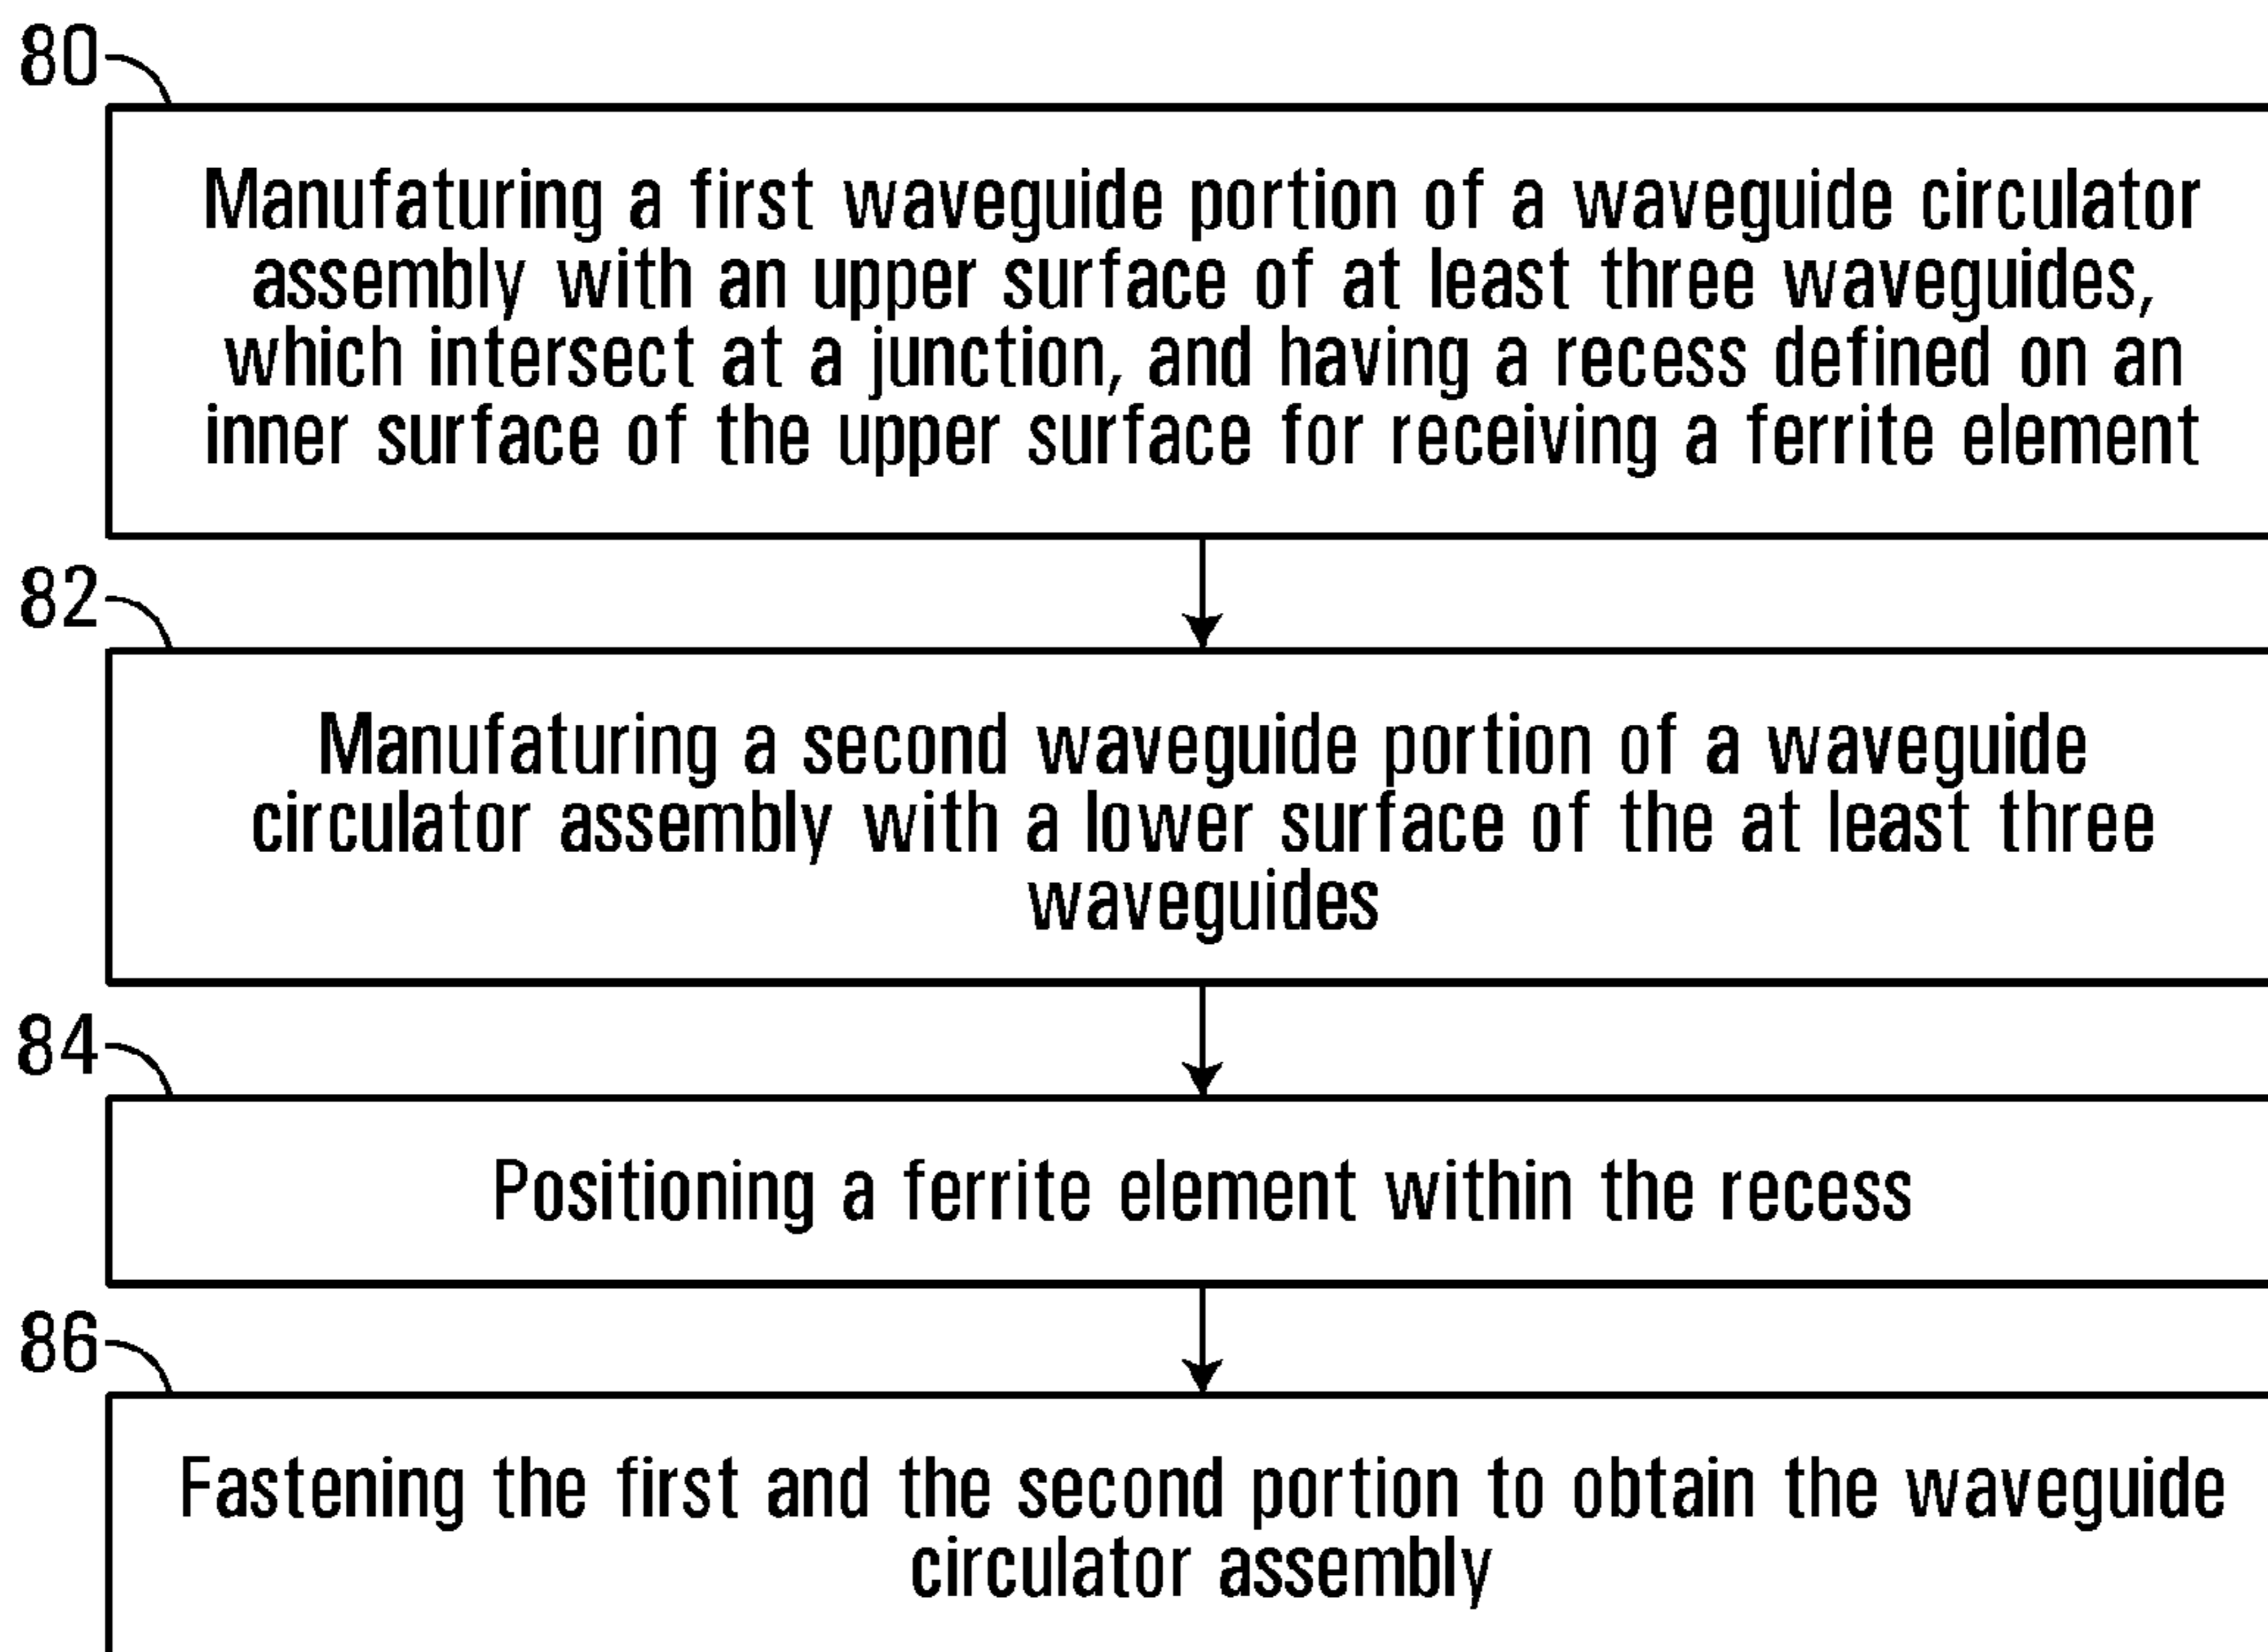 80
Manufaturing a first waveguide portion of a waveguide circulator
assembly with an upper surface of at least three waveguides,
which intersect at a junction, and having a recess defined on an
inner surface of the upper surface for receiving a ferrite element
82
Manufaturing a second waveguide portion of a waveguide
circulator assembly with a lower surface of the at least three
waveguides
84
Positioning a ferrite element within the recess
86
Fastening the first and the second portion to obtain the waveguide
circulator assembly